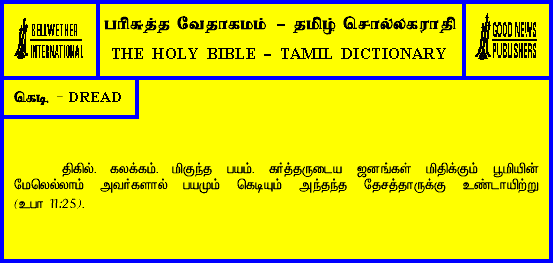 BELLWETHER
INTERNATIONAL
பரிசுத்த வேதாகமம் - தமிழ் சொல்லகராதி
THE HOLY BIBLE - TAMIL DICTIONARY
GOOD NEWS
PUBLISHERS
கெடி - DREAD
திகில். கலக்கம். மிகுந்த பயம். கர்த்தருடைய ஜனங்கள் மிதிக்கும் பூமியின்
மேலெல்லாம் அவர்களால் பயமும் கெடியும் அந்தந்த தேசத்தாருக்கு உண்டாயிற்று
(உபா 11:25).